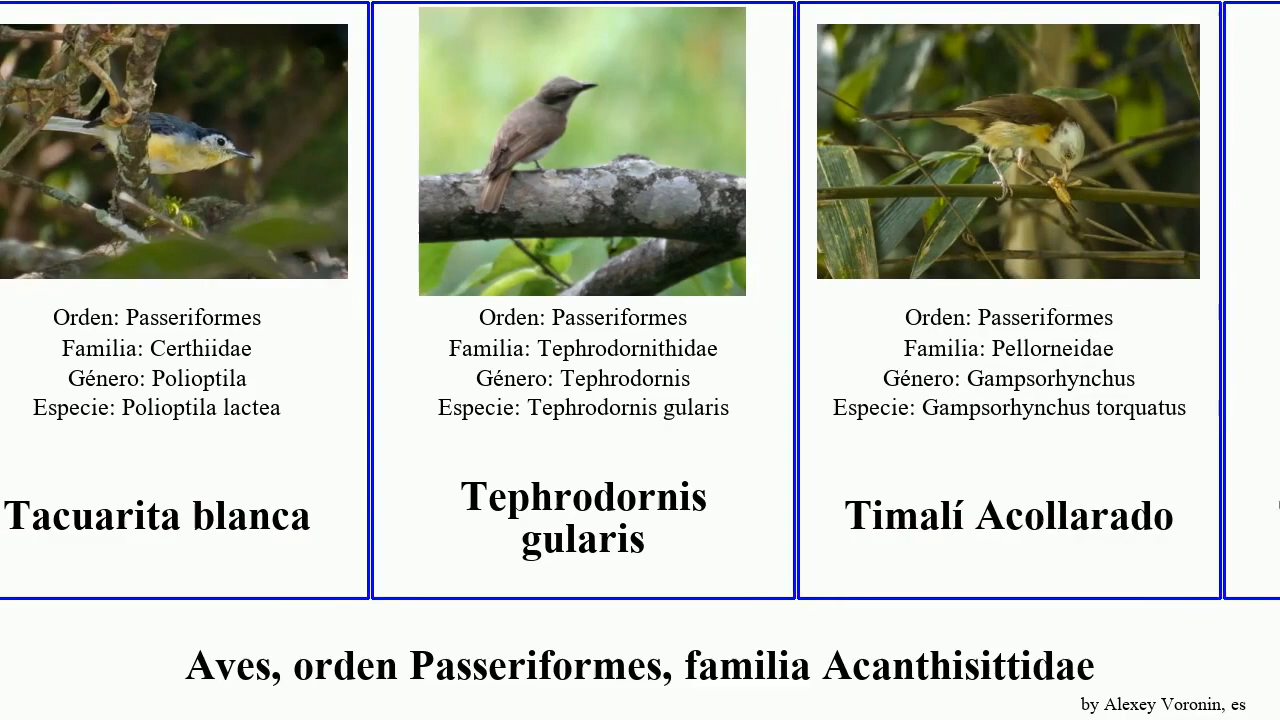 Orden: Passeriformes
Familia: Certhiidae
Género: Polioptila
Especie: Polioptila lactea
Tacuarita blanca
Orden: Passeriformes
Familia: Tephrodornithidae
Género: Tephrodornis
Especie: Tephrodornis gularis
Tephrodornis
gularis
Orden: Passeriformes
Familia: Pellorneidae
Género: Gampsorhynchus
Especie: Gampsorhynchus torquatus
Timalí Acollarado
Aves, orden Passeriformes, familia Acanthisittidae
by Alexey Voronin, es